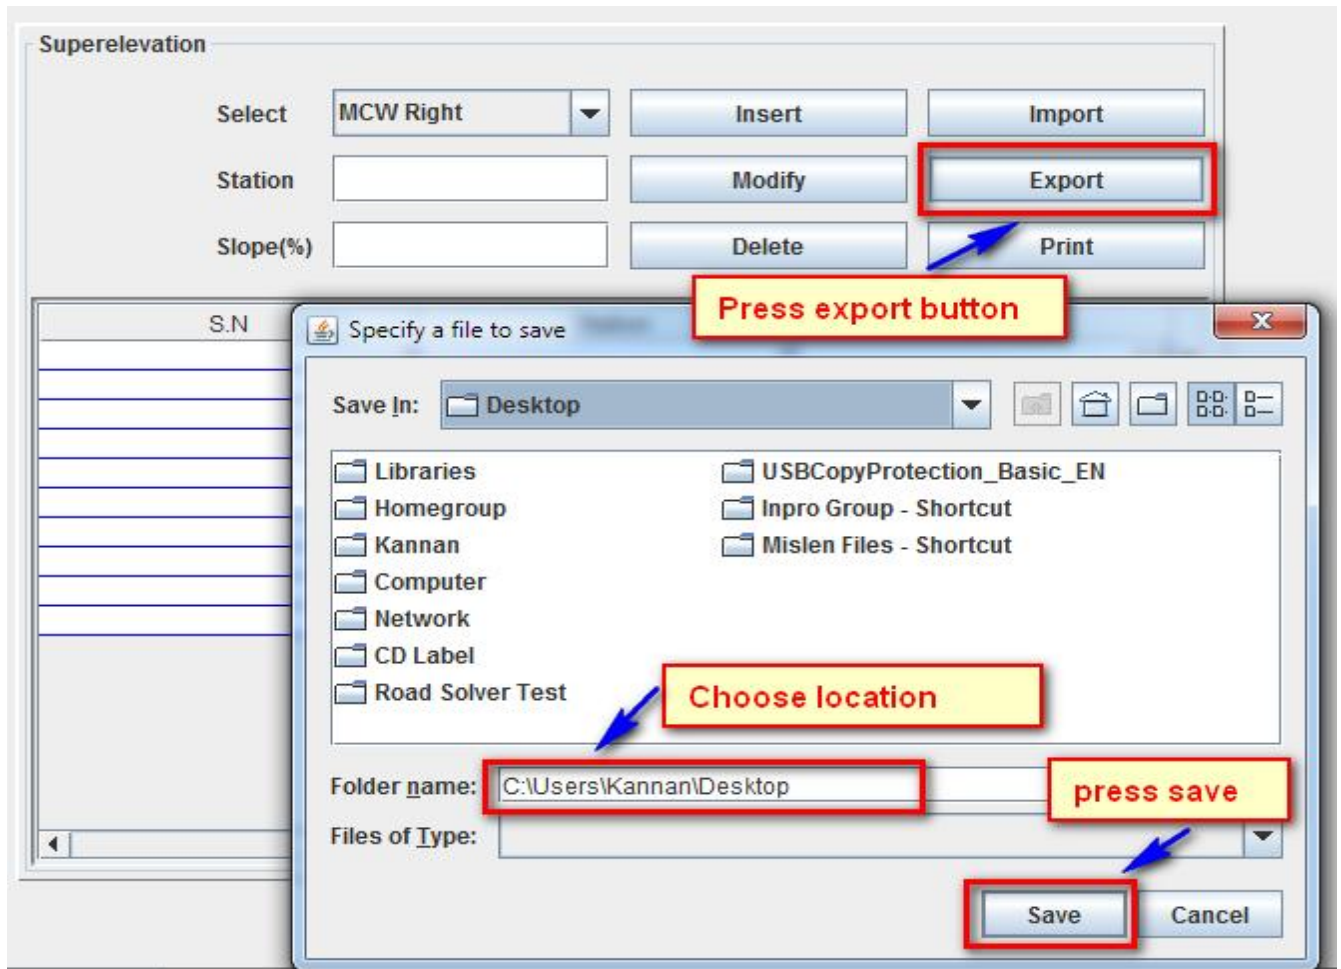 Superelevation
Select MCW Right Insert Import
Station Modify Export
Slope(%) Delete Print
Press export button
S.N
Specify a file to save
Save In: Desktop
Libraries USBCopyProtection_Basic_EN
Homegroup Inpro Group - Shortcut
Kannan Mislen Files - Shortcut
Computer
Network
CD Label
Road Solver Test
Choose location
Folder name: C:\Users\Kannan\Desktop
press save
Files of Type:
Save Cancel